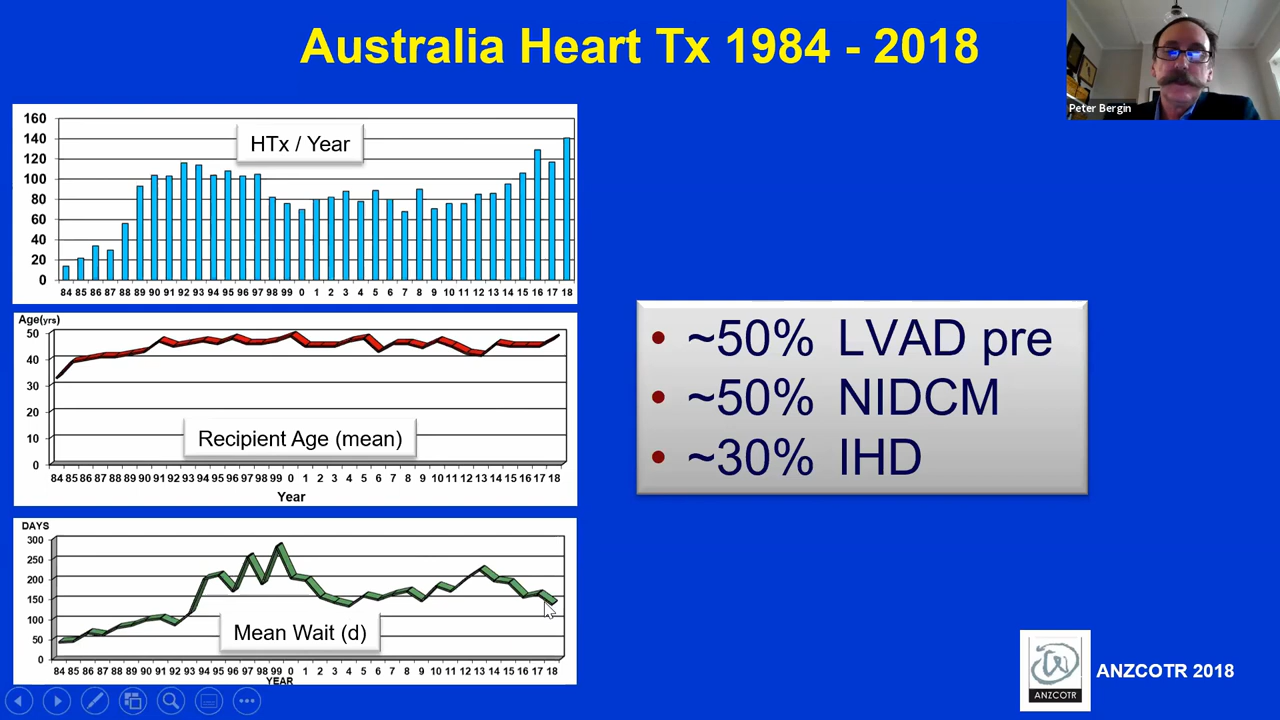 Australia Heart Tx 1984 - 2018
Peter Bergin
HTx / Year
160
140
120
100
80
60
40
20
0
84 85 86 87 88 89 90 91 92 93 94 95 96 97 98 99 0 1 2 3 4 5 6 7 8 9 10 11 12 13 14 15 16 17 18
Age(yrs)
50
40
30
20
10
0
Recipient Age (mean)
84 85 86 87 88 89 90 91 92 93 94 95 96 97 98 99 0 1 2 3 4 5 6 7 8 9 10 11 12 13 14 15 16 17 18
Year
DAYS
300
250
200
150
100
50
0
Mean Wait (d)
84 85 86 87 88 89 90 91 92 93 94 95 96 97 98 99 0 1 2 3 4 5 6 7 8 9 10 11 12 13 14 15 16 17 18
YEAR
• ~50% LVAD pre
• ~50% NIDCM
• ~30% IHD
ANZCOTR
ANZCOTR 2018